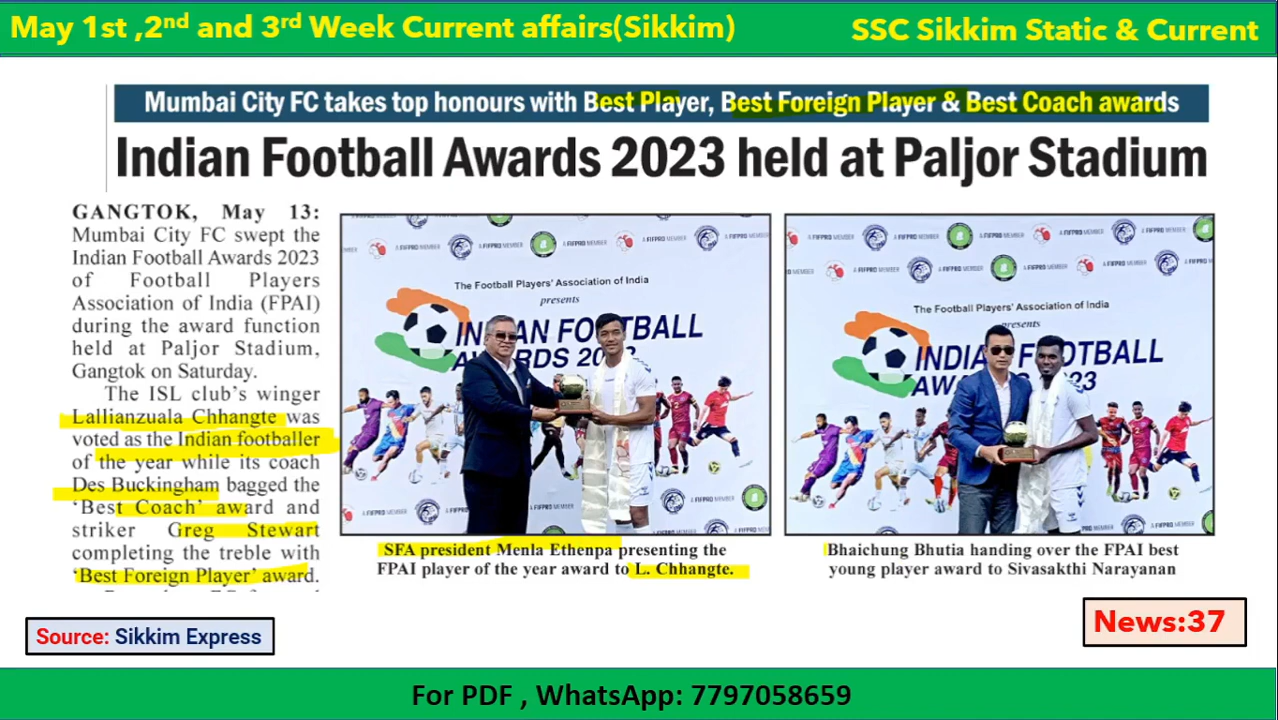 May 1st ,2nd and 3rd Week Current affairs(Sikkim)
SSC Sikkim Static & Current
Mumbai City FC takes top honours with Best Player, Best Foreign Player & Best Coach awards
Indian Football Awards 2023 held at Paljor Stadium
GANGTOK, May 13:
Mumbai City FC swept the
Indian Football Awards 2023
of Football Players
Association of India (FPAI)
during the award function
held at Paljor Stadium,
Gangtok on Saturday.
The ISL club's winger
Lallianzuala Chhangte was
voted as the Indian footballer
of the year while its coach
Des Buckingham bagged the
'Best Coach' award and
striker Greg Stewart
completing the treble with
'Best Foreign Player' award.
A FIFPRO MEMBER
The Football Players' Association of India
presents
INDIAN FOOTBALL
AWARDS 2023
SFA president Menla Ethenpa presenting the
FPAI player of the year award to L. Chhangte.
A FIFPRO MEMBER
The Football Players' Association of India
presents
INDIAN FOOTBALL
Bhaichung Bhutia handing over the FPAI best
young player award to Sivasakthi Narayanan
News:37
Source: Sikkim Express
For PDF , WhatsApp: 7797058659